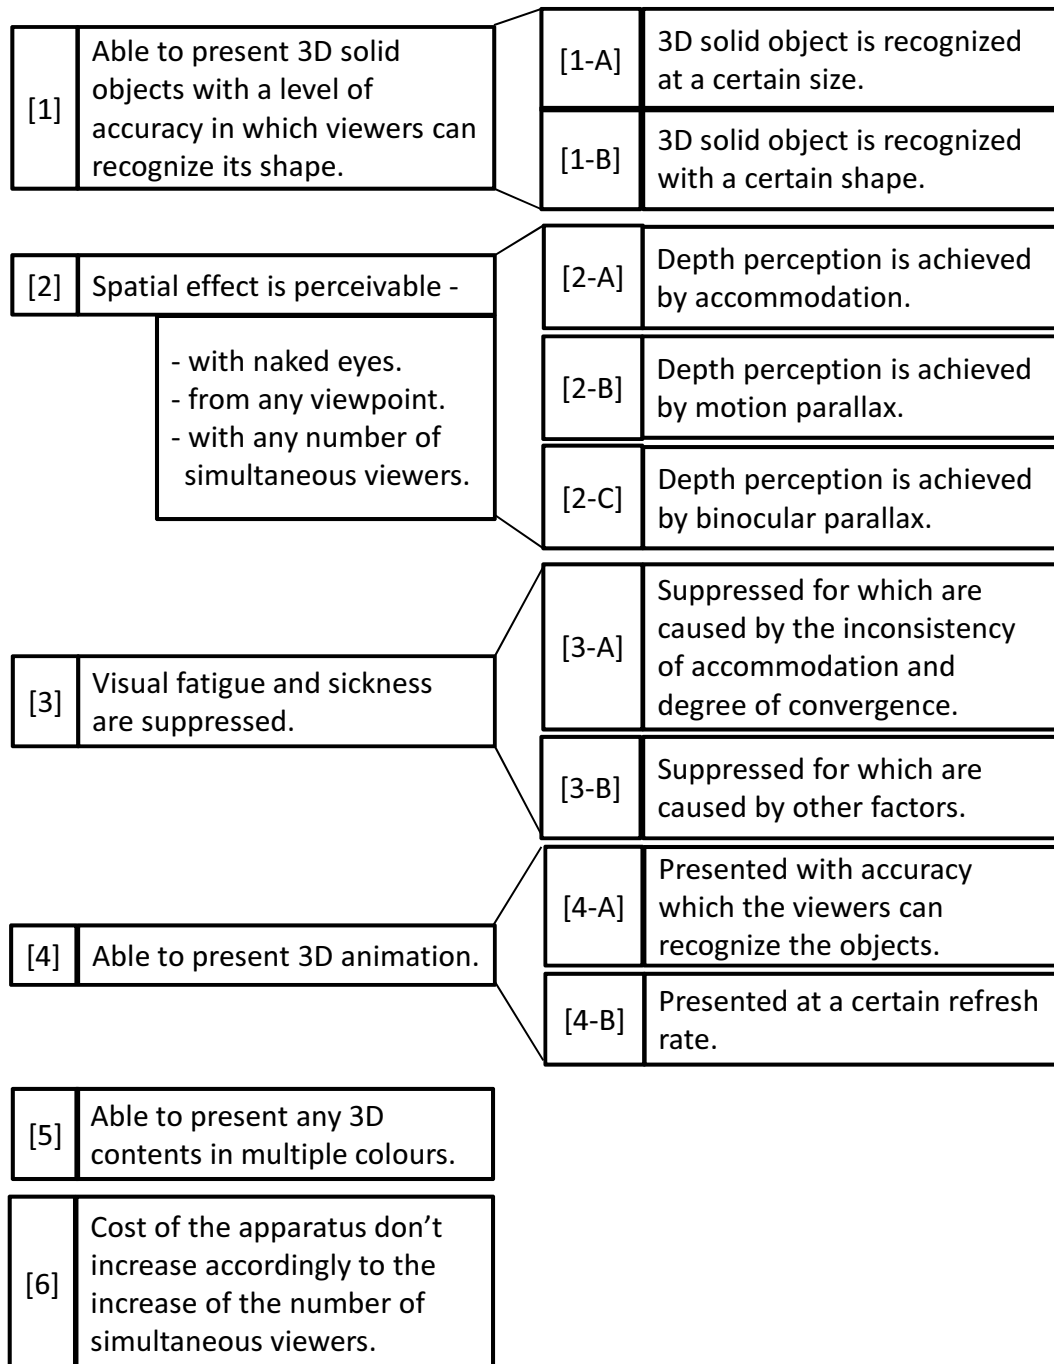 [1]
Able to present 3D solid
objects with a level of
accuracy in which viewers can
recognize its shape.
[1-A]
3D solid object is recognized
at a certain size.
[1-B]
3D solid object is recognized
with a certain shape.
[2]
Spatial effect is perceivable -
- with naked eyes.
- from any viewpoint.
- with any number of
simultaneous viewers.
[2-A]
Depth perception is achieved
by accommodation.
[2-B]
Depth perception is achieved
by motion parallax.
[2-C]
Depth perception is achieved
by binocular parallax.
[3]
Visual fatigue and sickness
are suppressed.
[3-A]
Suppressed for which are
caused by the inconsistency
of accommodation and
degree of convergence.
[3-B]
Suppressed for which are
caused by other factors.
[4]
Able to present 3D animation.
[4-A]
Presented with accuracy
which the viewers can
recognize the objects.
[4-B]
Presented at a certain refresh
rate.
[5]
Able to present any 3D
contents in multiple colours.
[6]
Cost of the apparatus don’t
increase accordingly to the
increase of the number of
simultaneous viewers.